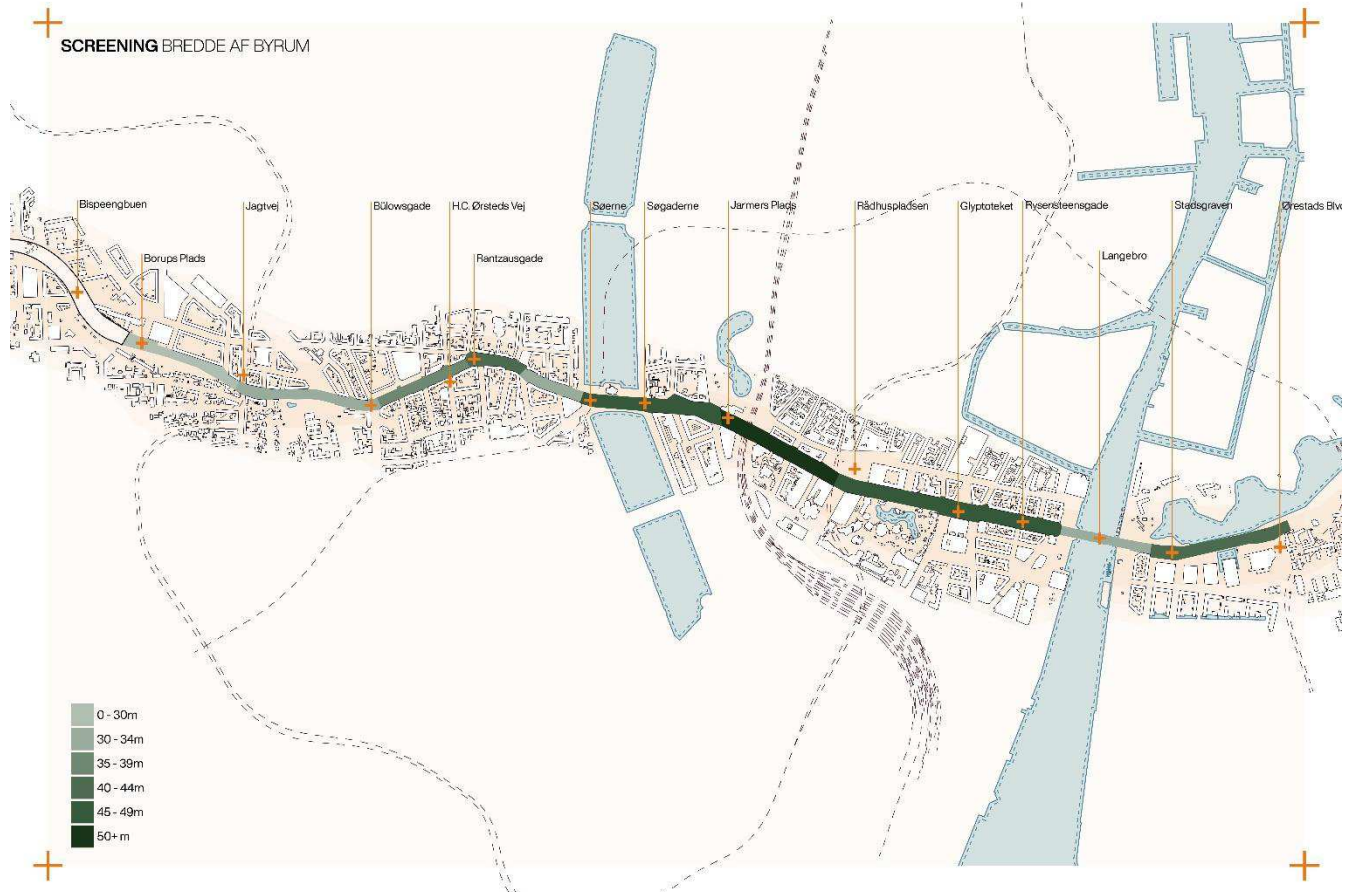 SCREENING BREDDE AF BYRUM
Bispeengbuen
Jagtvej
Bülowsgade
H.C. Ørsteds Vej
Søerne
Søgaderne
Jarmers Plads
Rådhuspladsen
Glyptoteket
Rysensteensgade
Stadsgraven
Ørestads Blvd
Borups Plads
Rantzausgade
Langebro
0 - 30m
30 - 34m
35 - 39m
40 - 44m
45 - 49m
50+ m